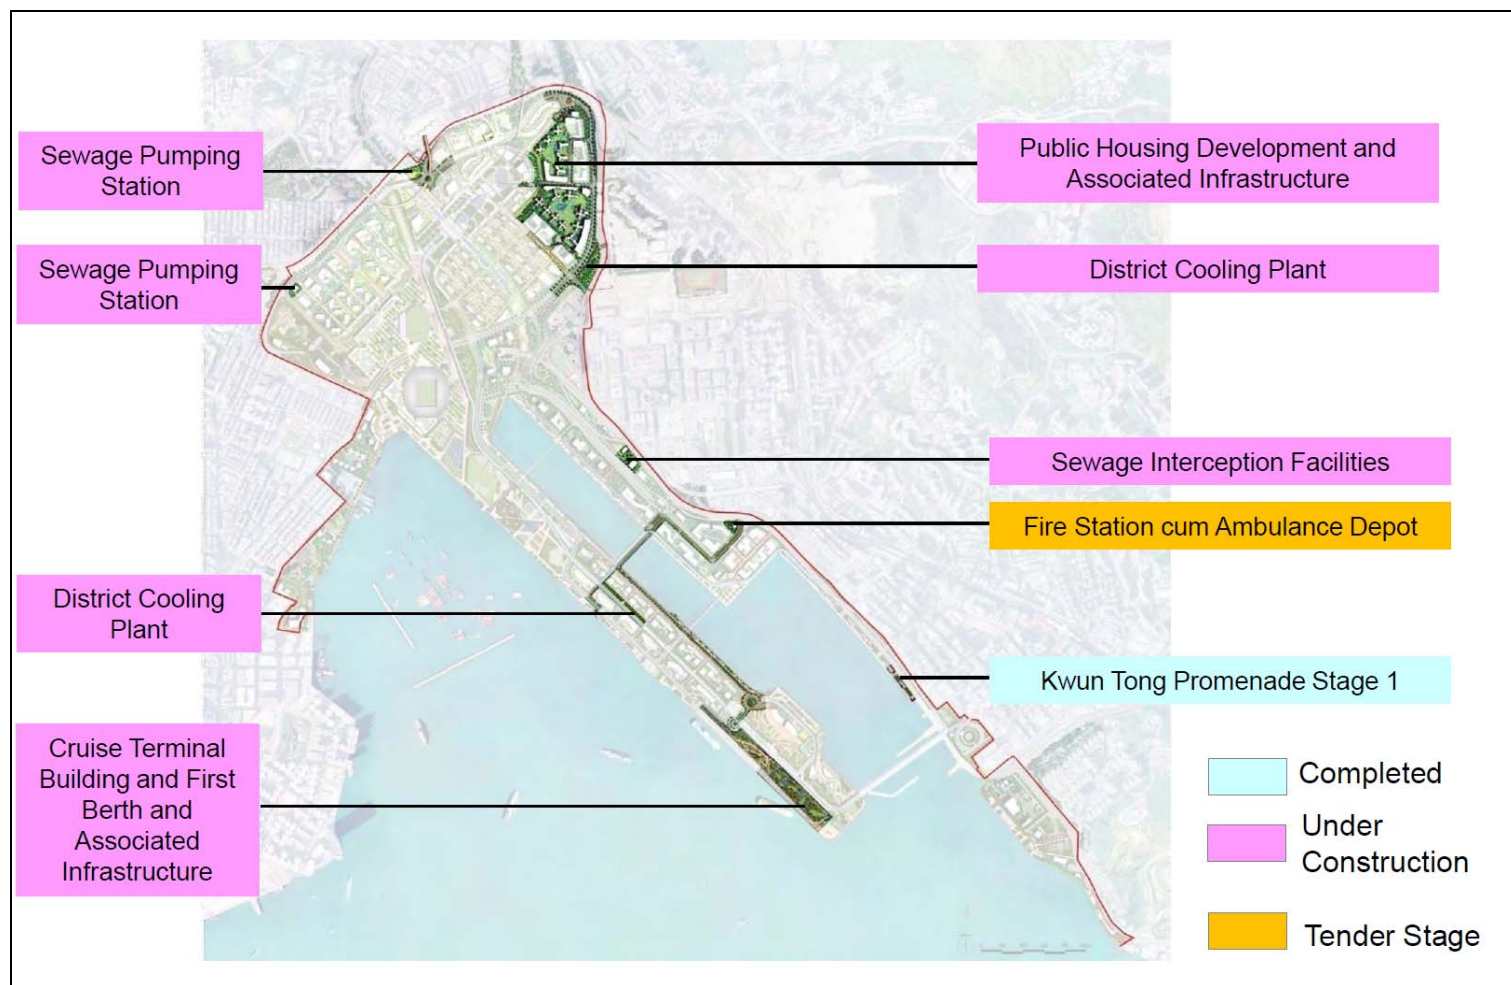 Sewage Pumping
Station
Sewage Pumping
Station
District Cooling
Plant
Cruise Terminal
Building and First
Berth and
Associated
Infrastructure
Public Housing Development and
Associated Infrastructure
District Cooling Plant
Sewage Interception Facilities
Fire Station cum Ambulance Depot
Kwun Tong Promenade Stage 1
Completed
Under
Construction
Tender Stage